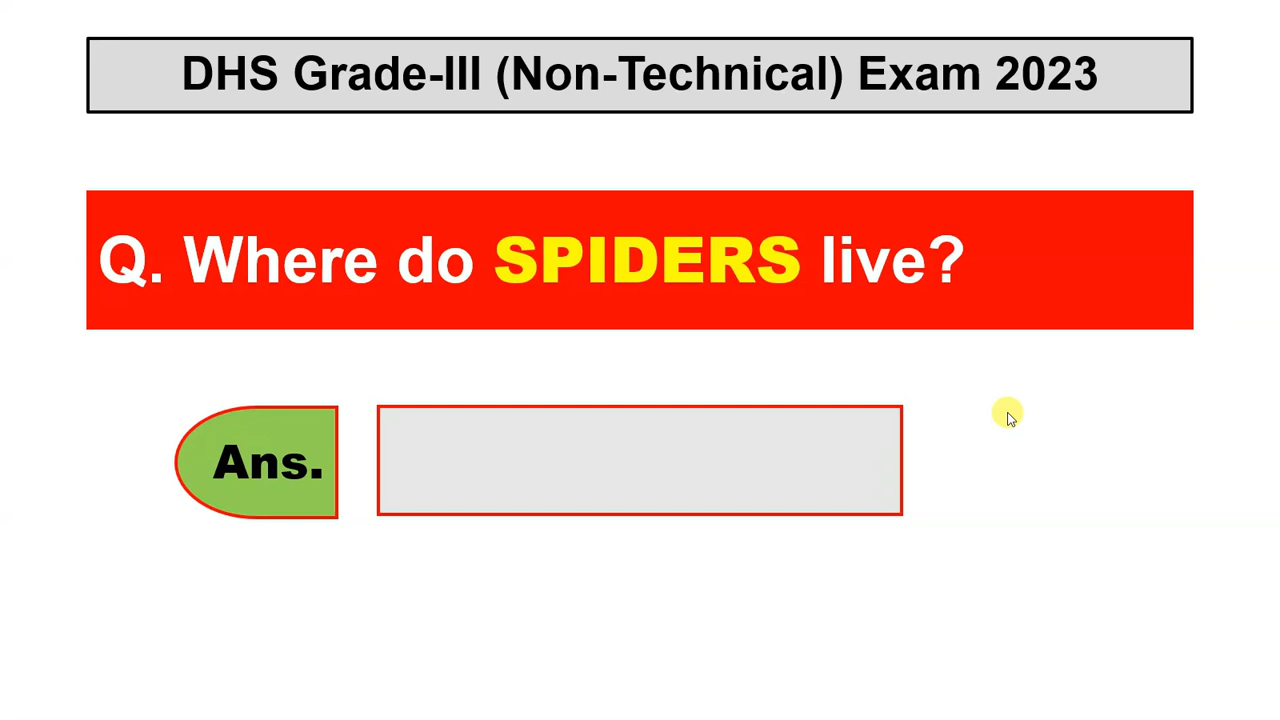 DHS Grade-III (Non-Technical) Exam 2023
Q. Where do SPIDERS live?
Ans.